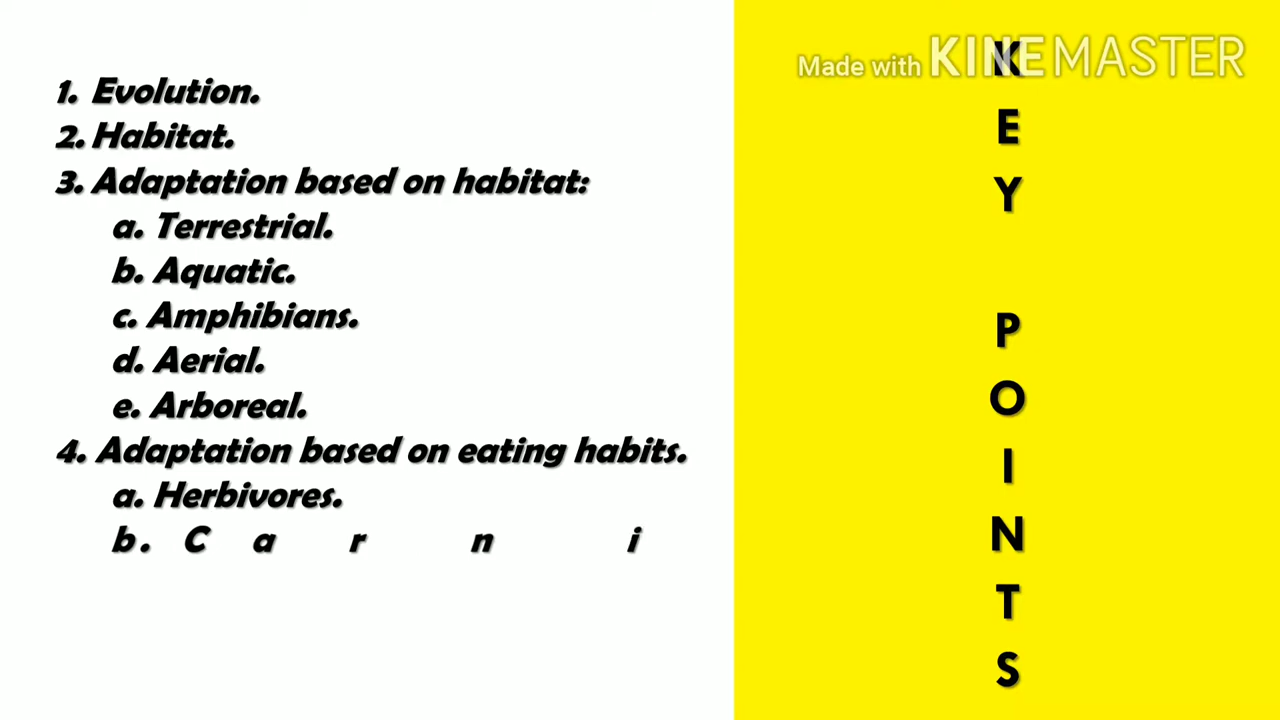 1. Evolution.
2. Habitat.
3. Adaptation based on habitat:
a. Terrestrial.
b. Aquatic.
c. Amphibians.
d. Aerial.
e. Arboreal.
4. Adaptation based on eating habits.
a. Herbivores.
b. C a r n i
Made with KINEMASTER
K
E
Y
P
O
I
N
T
S